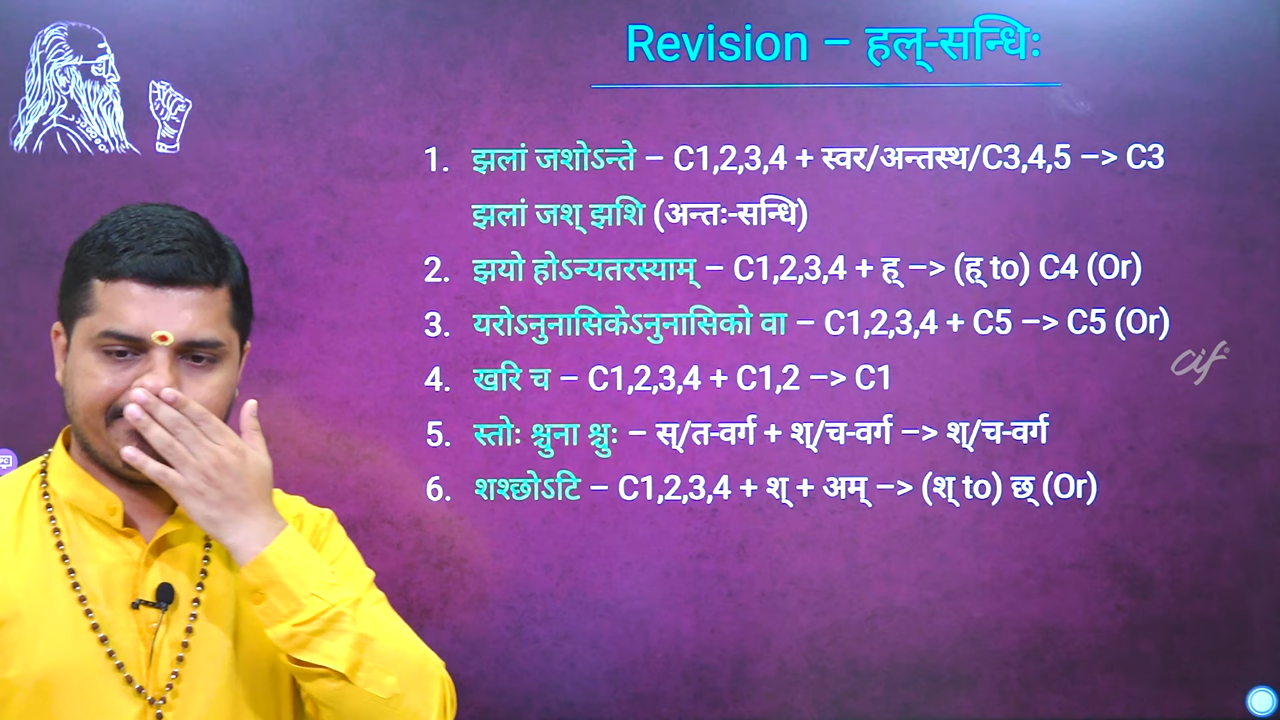 Revision – हल्-सन्धिः
1. झलां जशोऽन्ते – C1,2,3,4 + स्वर/अन्तस्थ/C3,4,5 –> C3
झलां जश् झशि (अन्तः-सन्धि)
2. झयो होऽन्यतरस्याम् – C1,2,3,4 + ह् –> (ह् to) C4 (Or)
3. यरोऽनुनासिकेऽनुनासिको वा – C1,2,3,4 + C5 –> C5 (Or)
4. खरि च – C1,2,3,4 + C1,2 –> C1
5. स्तोः श्चुना श्चुः – स्/त-वर्ग + श्/च-वर्ग –> श्/च-वर्ग
6. शश्छोऽटि – C1,2,3,4 + श् + अम् –> (श् to) छ् (Or)
cif